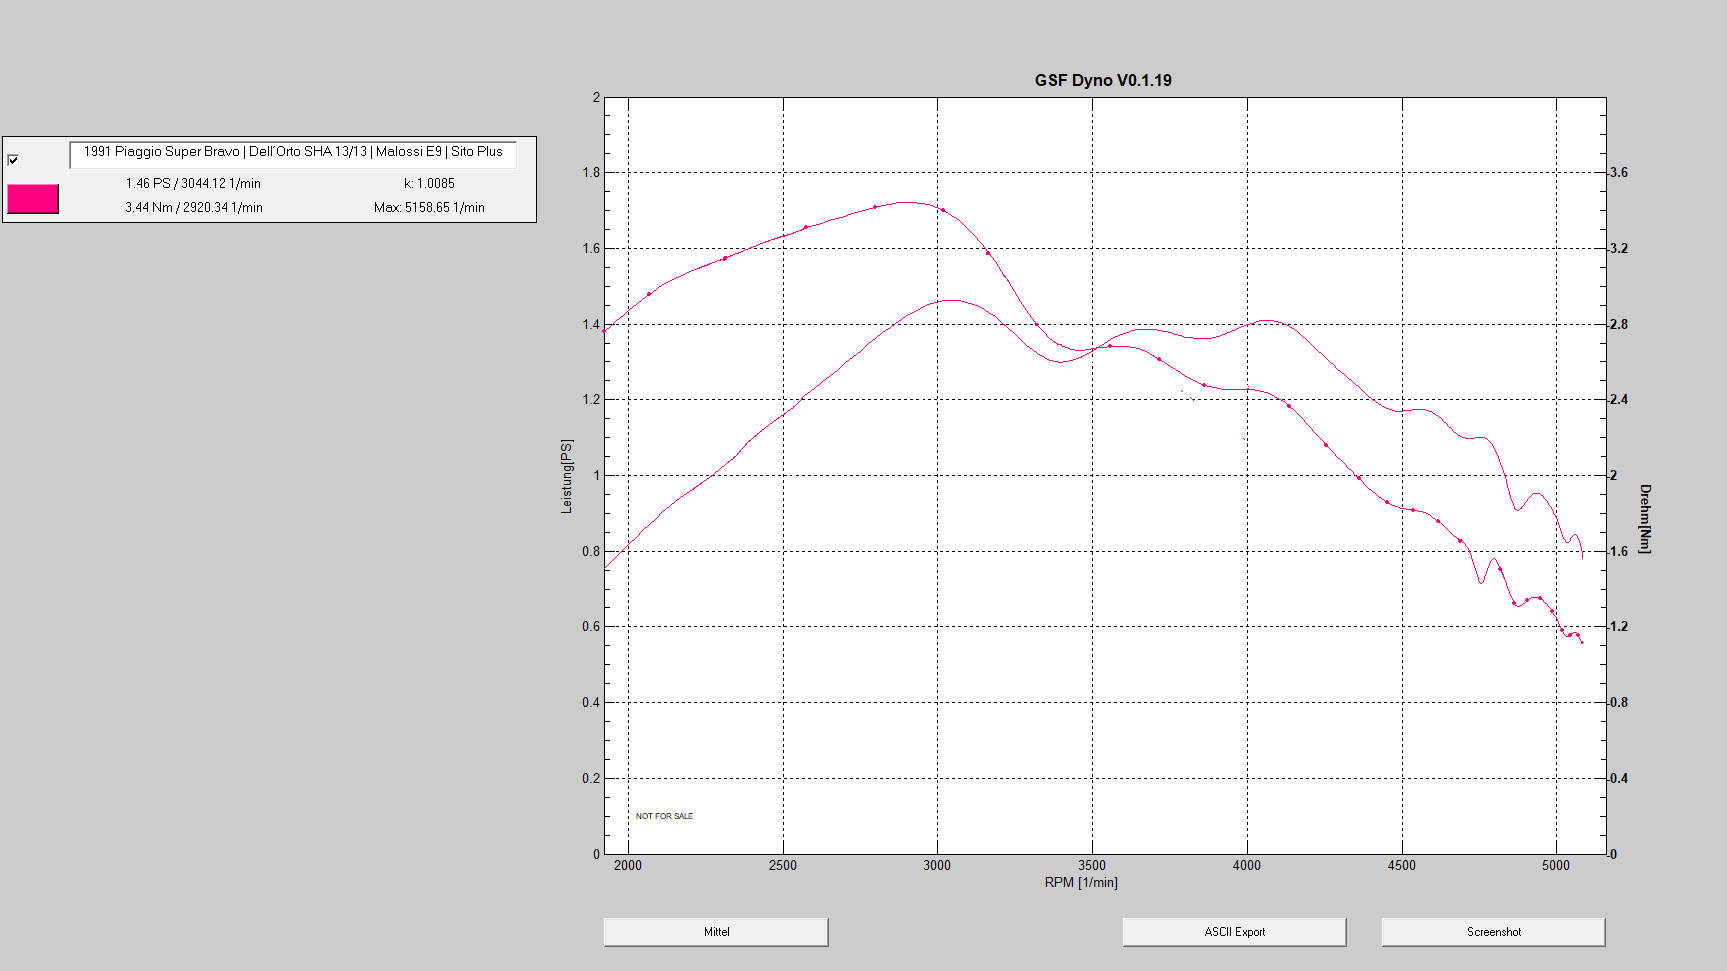 GSF Dyno V0.1.19
1991 Piaggio Super Bravo | Dell´Orto SHA 13/13 | Malossi E9 | Sito Plus
1.46 PS / 3044.12 1/min
k: 1.0085
3.44 Nm / 2920.34 1/min
Max: 5158.65 1/min
2
1.8
1.6
1.4
1.2
1
0.8
0.6
0.4
0.2
0
Leistung[PS]
3.6
3.2
2.8
2.4
2
1.6
1.2
0.8
0.4
0
Drehm[Nm]
NOT FOR SALE
2000 2500 3000 3500 4000 4500 5000
RPM [1/min]
Mittel
ASCII Export
Screenshot